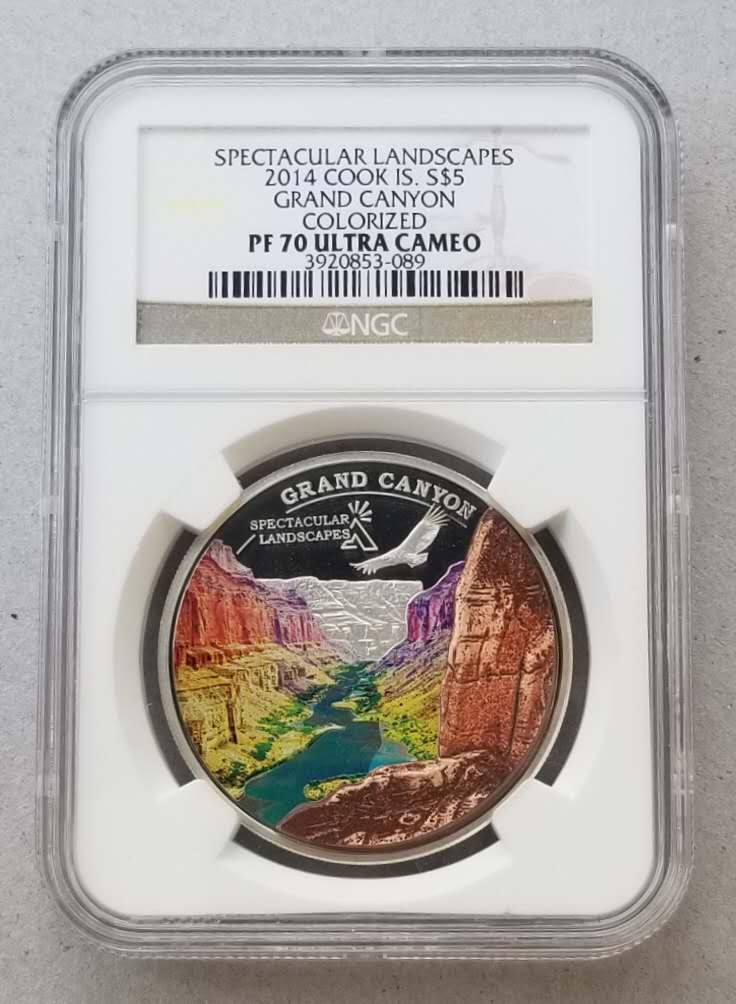 SPECTACULAR LANDSCAPES
2014 COOK IS. S$5
GRAND CANYON
COLORIZED
PF 70 ULTRA CAMEO
3920853-089
NGC
GRAND CANYON
SPECTACULAR
LANDSCAPES